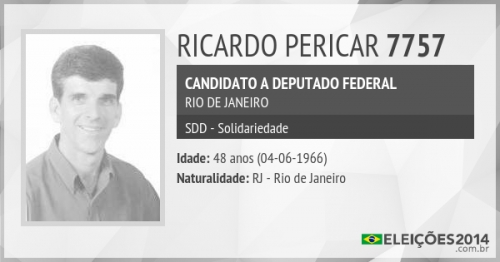 RICARDO PERICAR 7757
CANDIDATO A DEPUTADO FEDERAL
RIO DE JANEIRO
SDD - Solidariedade
Idade: 48 anos (04-06-1966)
Naturalidade: RJ - Rio de Janeiro
ELEIÇÕES2014
.com.br